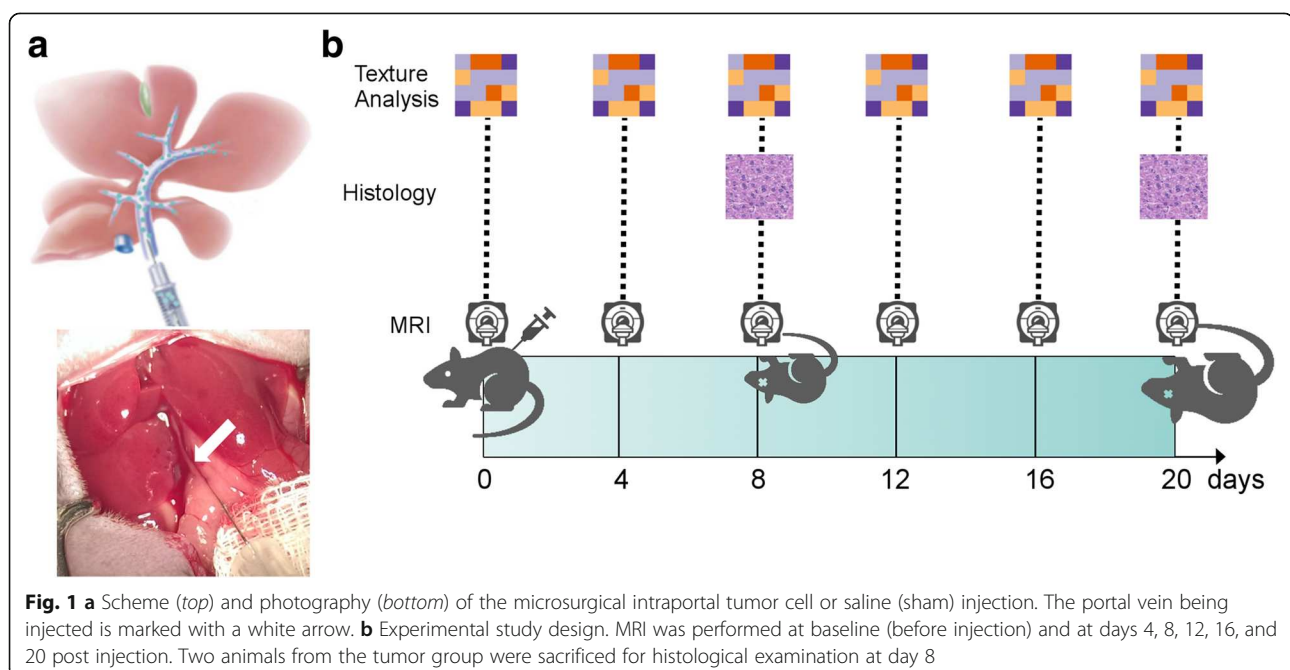 a
b
Texture
Analysis
Histology
MRI
0 4 8 12 16 20 days
Fig. 1 a Scheme (top) and photography (bottom) of the microsurgical intraportal tumor cell or saline (sham) injection. The portal vein being
injected is marked with a white arrow. b Experimental study design. MRI was performed at baseline (before injection) and at days 4, 8, 12, 16, and
20 post injection. Two animals from the tumor group were sacrificed for histological examination at day 8